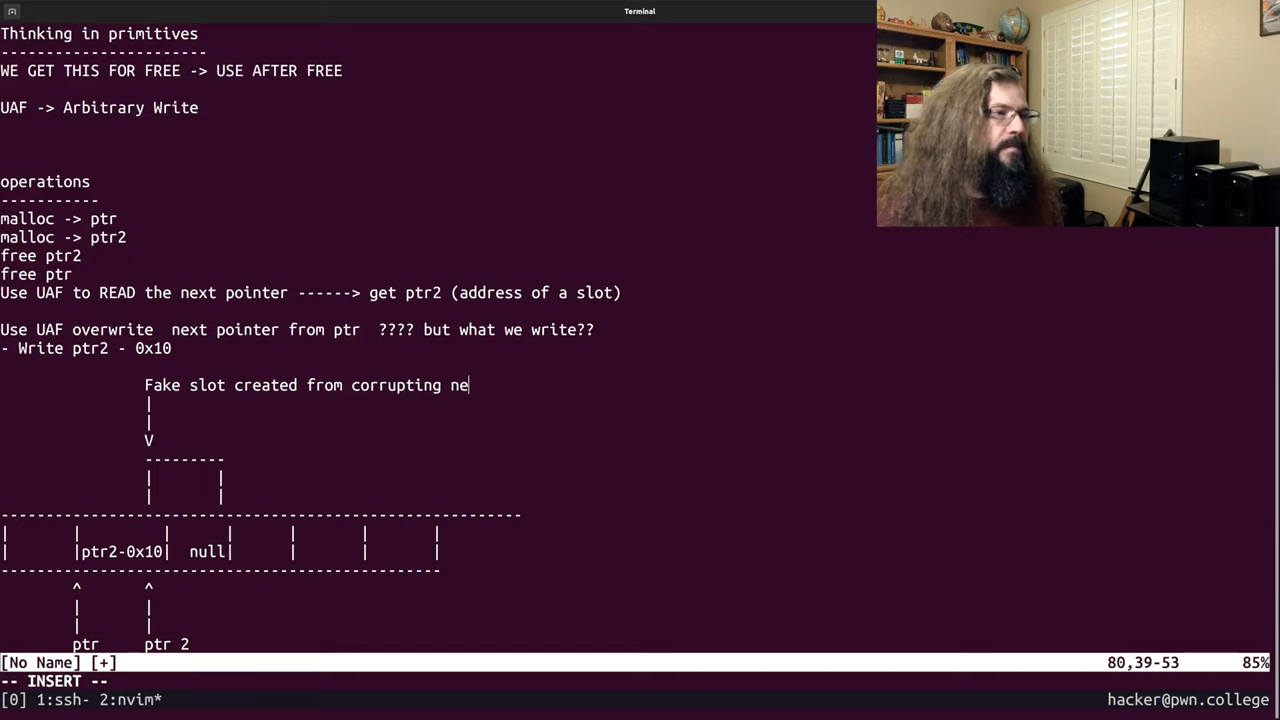 Terminal
Thinking in primitives
-----------------------
WE GET THIS FOR FREE -> USE AFTER FREE
UAF -> Arbitrary Write
operations
-----------
malloc -> ptr
malloc -> ptr2
free ptr2
free ptr
Use UAF to READ the next pointer ------> get ptr2 (address of a slot)
Use UAF overwrite  next pointer from ptr  ???? but what we write??
- Write ptr2 - 0x10
Fake slot created from corrupting ne
|
|
V
---------
|       |
|       |
----------------------------------------------------------
|       |         |      |      |       |       |
|       |ptr2-0x10|  null|      |       |       |
-------------------------------------------------
^       ^
|       |
|       |
ptr     ptr 2
[No Name] [+] 80,39-53 85%
-- INSERT --
[0] 1:ssh- 2:nvim* hacker@pwn.college